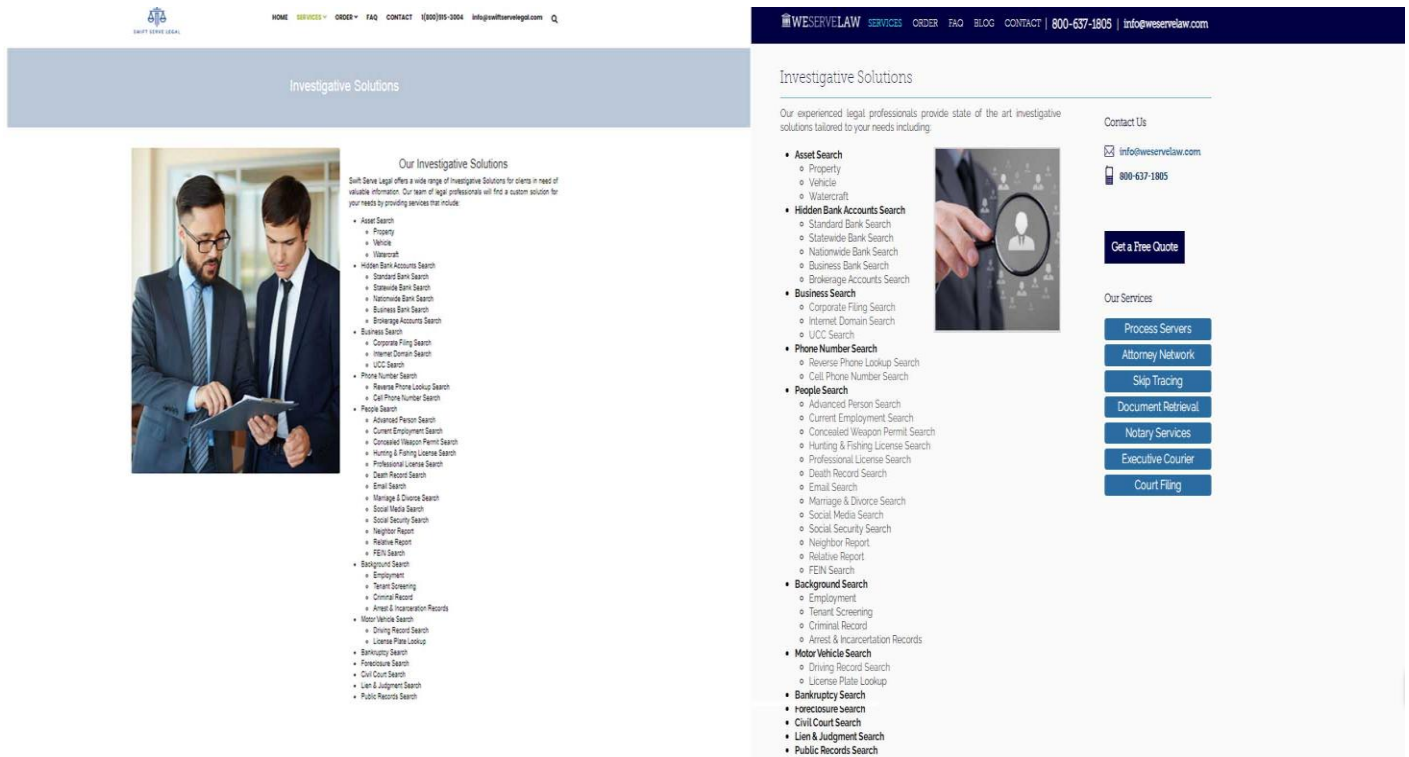 SWIFT SERVE LEGAL
HOME SERVICES ORDER FAQ CONTACT 1(800)915-3004 info@swiftservelegal.com
Investigative Solutions
Our Investigative Solutions
Swift Serve Legal offers a wide range of Investigative Solutions for clients in need of
valuable information. Our team of legal professionals will find a custom solution for
your needs by providing services that include:
Asset Search
Property
Vehicle
Watercraft
Hidden Bank Accounts Search
Standard Bank Search
Statewide Bank Search
Nationwide Bank Search
Business Bank Search
Brokerage Accounts Search
Business Search
Corporate Filing Search
Internet Domain Search
UCC Search
Phone Number Search
Reverse Phone Lookup Search
Cell Phone Number Search
People Search
Advanced Person Search
Current Employment Search
Concealed Weapon Permit Search
Hunting & Fishing License Search
Professional License Search
Death Record Search
Email Search
Marriage & Divorce Search
Social Media Search
Social Security Search
Neighbor Report
Relative Report
FEIN Search
Background Search
Employment
Tenant Screening
Criminal Record
Arrest & Incarceration Records
Motor Vehicle Search
Driving Record Search
License Plate Lookup
Bankruptcy Search
Foreclosure Search
Civil Court Search
Lien & Judgment Search
Public Records Search
WESERVELAW SERVICES ORDER FAQ BLOG CONTACT | 800-637-1805 | info@weservelaw.com
Investigative Solutions
Our experienced legal professionals provide state of the art investigative
solutions tailored to your needs including:
Asset Search
Property
Vehicle
Watercraft
Hidden Bank Accounts Search
Standard Bank Search
Statewide Bank Search
Nationwide Bank Search
Business Bank Search
Brokerage Accounts Search
Business Search
Corporate Filing Search
Internet Domain Search
UCC Search
Phone Number Search
Reverse Phone Lookup Search
Cell Phone Number Search
People Search
Advanced Person Search
Current Employment Search
Concealed Weapon Permit Search
Hunting & Fishing License Search
Professional License Search
Death Record Search
Email Search
Marriage & Divorce Search
Social Media Search
Social Security Search
Neighbor Report
Relative Report
FEIN Search
Background Search
Employment
Tenant Screening
Criminal Record
Arrest & Incarcertation Records
Motor Vehicle Search
Driving Record Search
License Plate Lookup
Bankruptcy Search
Foreclosure Search
Civil Court Search
Lien & Judgment Search
Public Records Search
Contact Us
info@weservelaw.com
800-637-1805
Get a Free Quote
Our Services
Process Servers
Attorney Network
Skip Tracing
Document Retrieval
Notary Services
Executive Courier
Court Filing